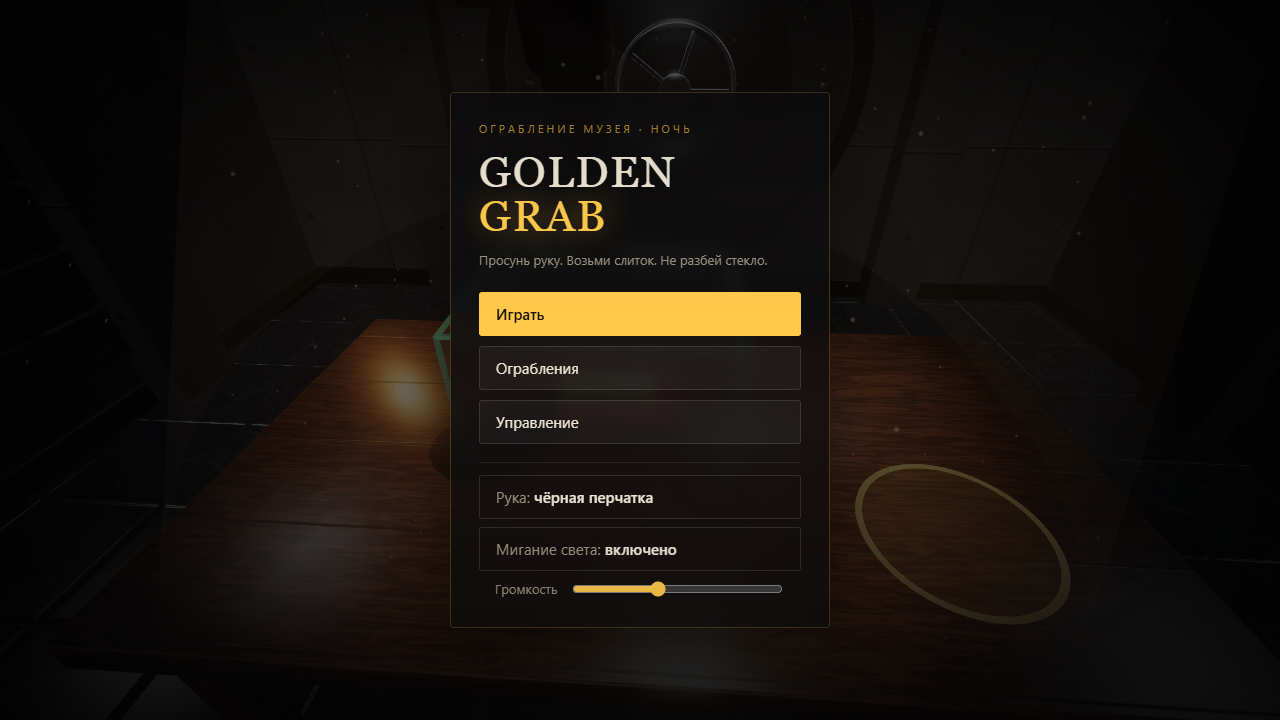 ОГРАБЛЕНИЕ МУЗЕЯ · НОЧЬ
GOLDEN
GRAB
Просунь руку. Возьми слиток. Не разбей стекло.
Играть
Ограбления
Управление
Рука: чёрная перчатка
Мигание света: включено
Громкость